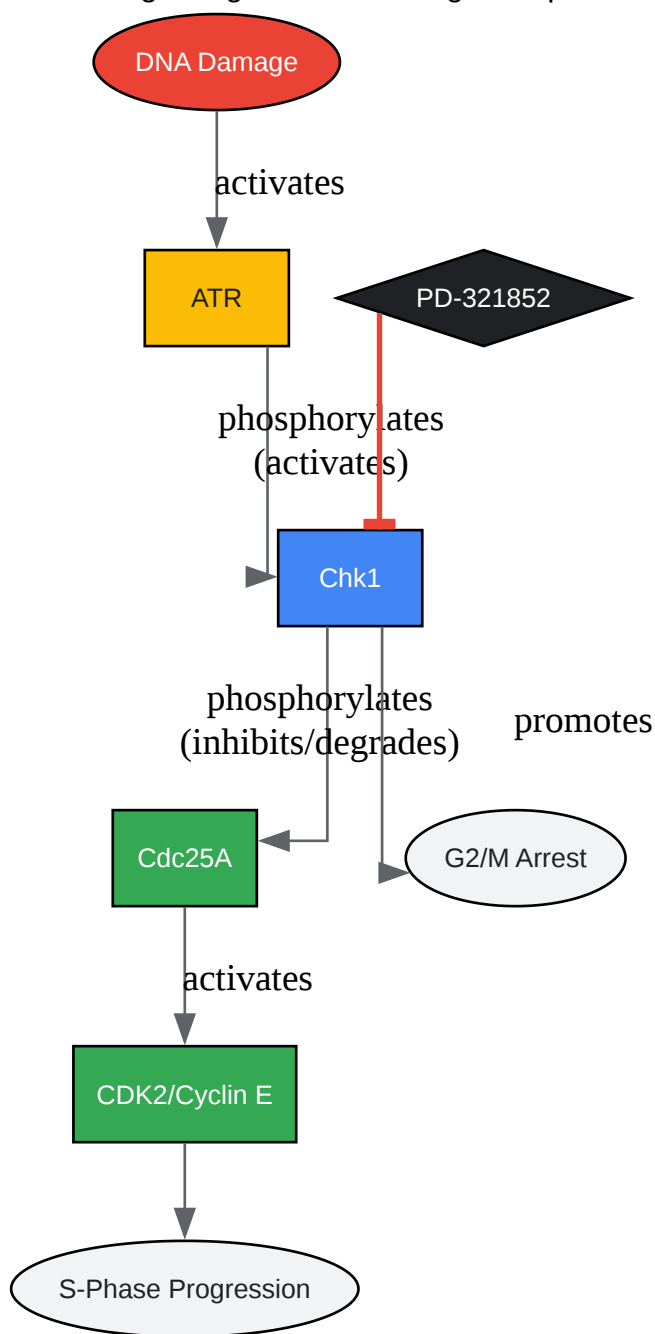 DNA Damage
activates
ATR
PD-321852
phosphorylates
(activates)
Chk1
phosphorylates
(inhibits/degrades)
promotes
Cdc25A
G2/M Arrest
activates
CDK2/Cyclin E
S-Phase Progression